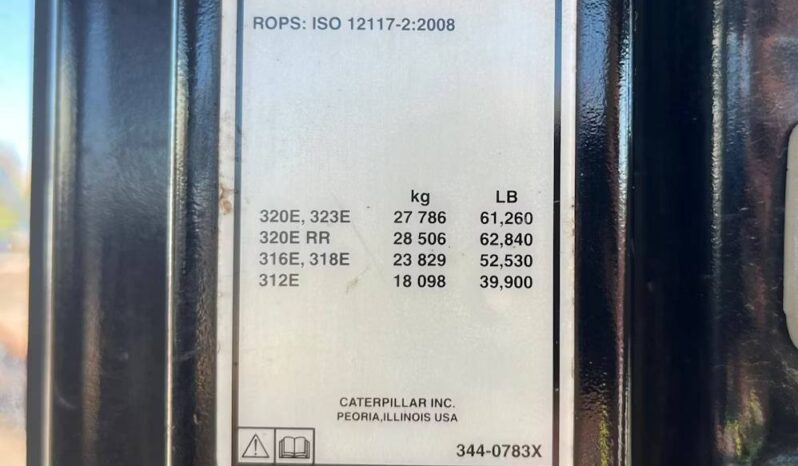 ROPS: ISO 12117-2:2008
kg LB
320E, 323E 27 786 61,260
320E RR 28 506 62,840
316E, 318E 23 829 52,530
312E 18 098 39,900
CATERPILLAR INC.
PEORIA,ILLINOIS USA
344-0783X